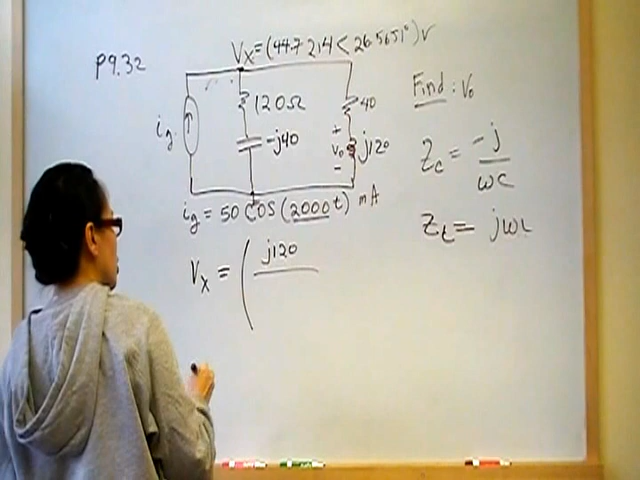 P9.32
Vx = (44.7214 < 26.5651°) v
120Ω
-j40
40
+
Vo
-
j120
ig
ig = 50 COS (2000t) mA
Find: Vo
Zc = -j
ωc
ZL = jωL
Vx = ( j120